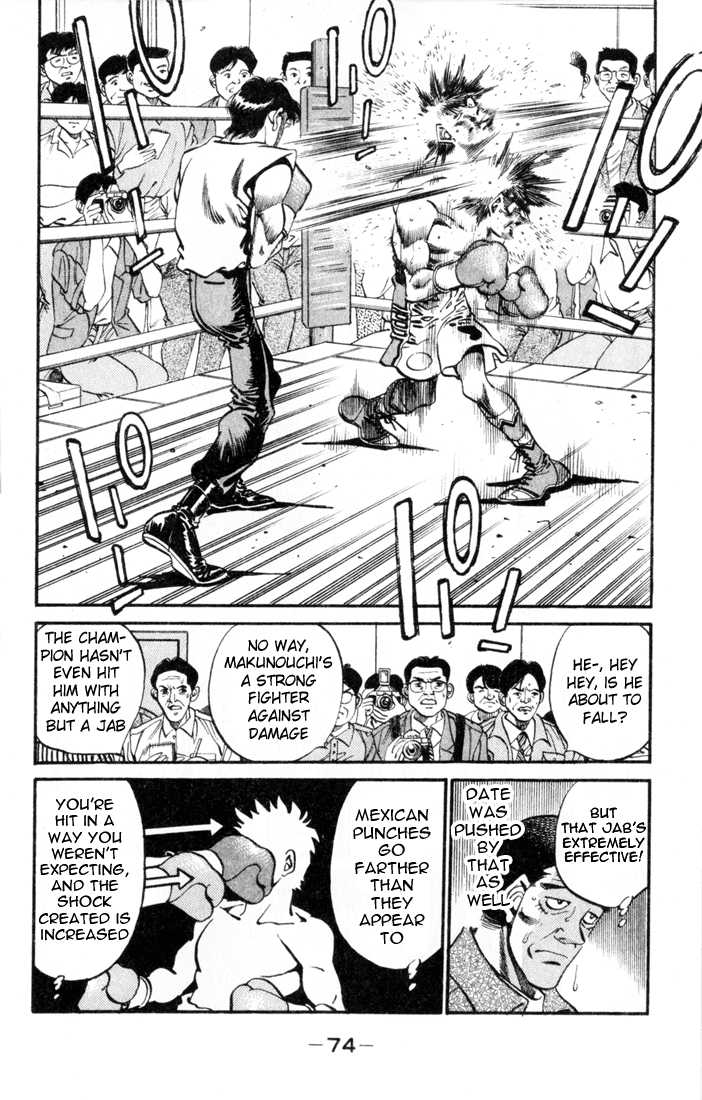 HE-, HEY
HEY, IS HE
ABOUT TO
FALL?
NO WAY,
MAKUNOUCHI'S
A STRONG
FIGHTER
AGAINST
DAMAGE
THE CHAM-
PION HASN'T
EVEN HIT
HIM WITH
ANYTHING
BUT A JAB
BUT
THAT JAB'S
EXTREMELY
EFFECTIVE!
DATE
WAS
PUSHED
BY
THAT
AS
WELL
MEXICAN
PUNCHES
GO
FARTHER
THAN
THEY
APPEAR
TO
YOU'RE
HIT IN A
WAY YOU
WEREN'T
EXPECTING,
AND THE
SHOCK
CREATED IS
INCREASED
—74—